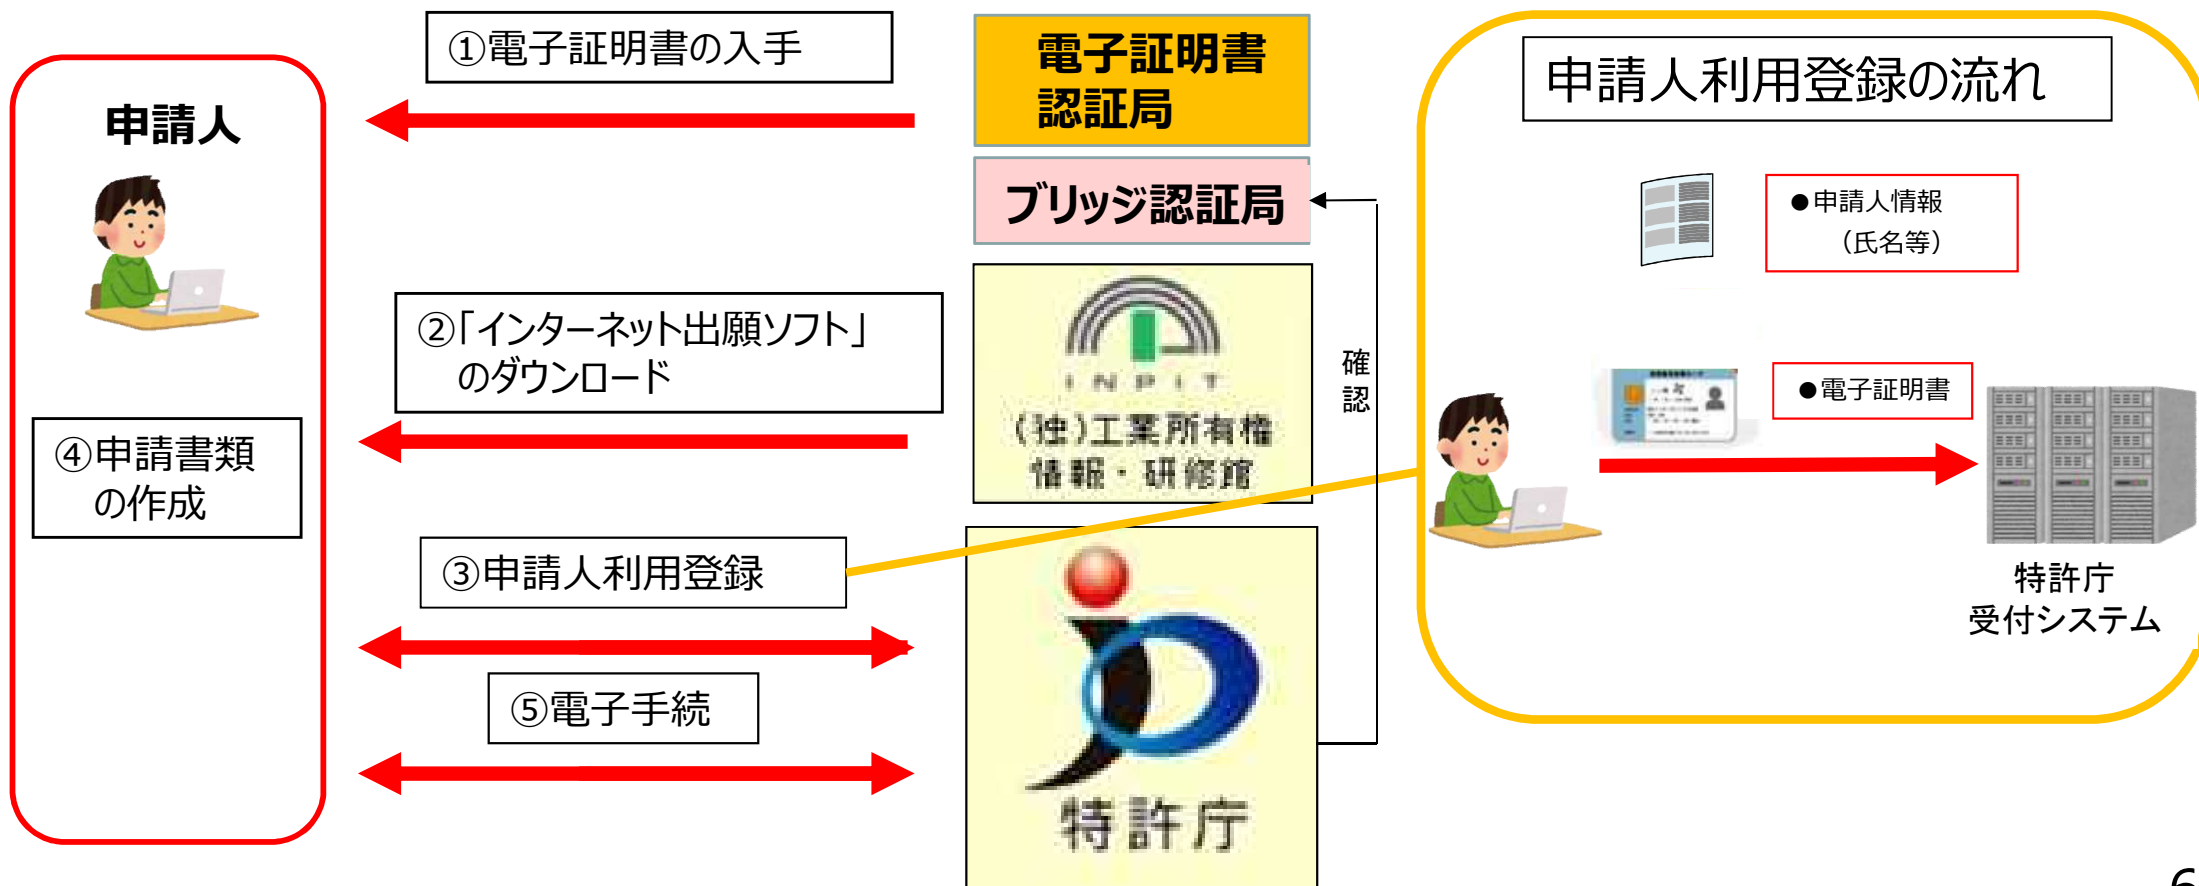 申請人
①電子証明書の入手
電子証明書
認証局
ブリッジ認証局
②「インターネット出願ソフト」
のダウンロード
INPIT
(独)工業所有権
情報・研修館
確認
④申請書類
の作成
③申請人利用登録
⑤電子手続
特許庁
申請人利用登録の流れ
●申請人情報
(氏名等)
●電子証明書
特許庁
受付システム
6